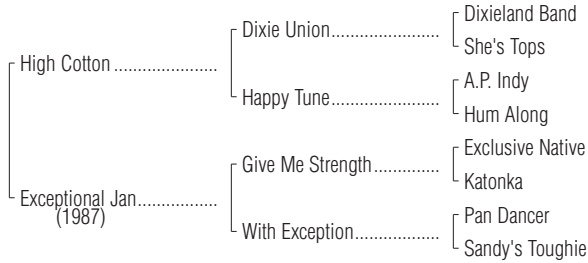 Dixieland Band
Dixie Union
She's Tops
High Cotton
A.P. Indy
Happy Tune
Hum Along
Exclusive Native
Give Me Strength
Katonka
Exceptional Jan
(1987)
Pan Dancer
With Exception
Sandy's Toughie